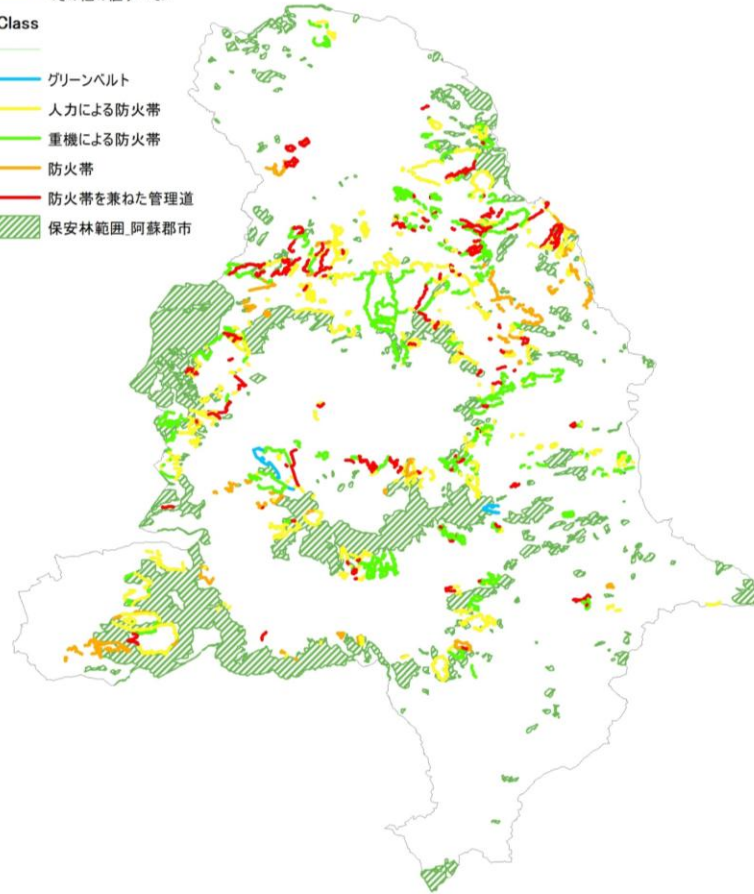 Class
グリーンベルト
人力による防火帯
重機による防火帯
防火帯
防火帯を兼ねた管理道
保安林範囲_阿蘇郡市